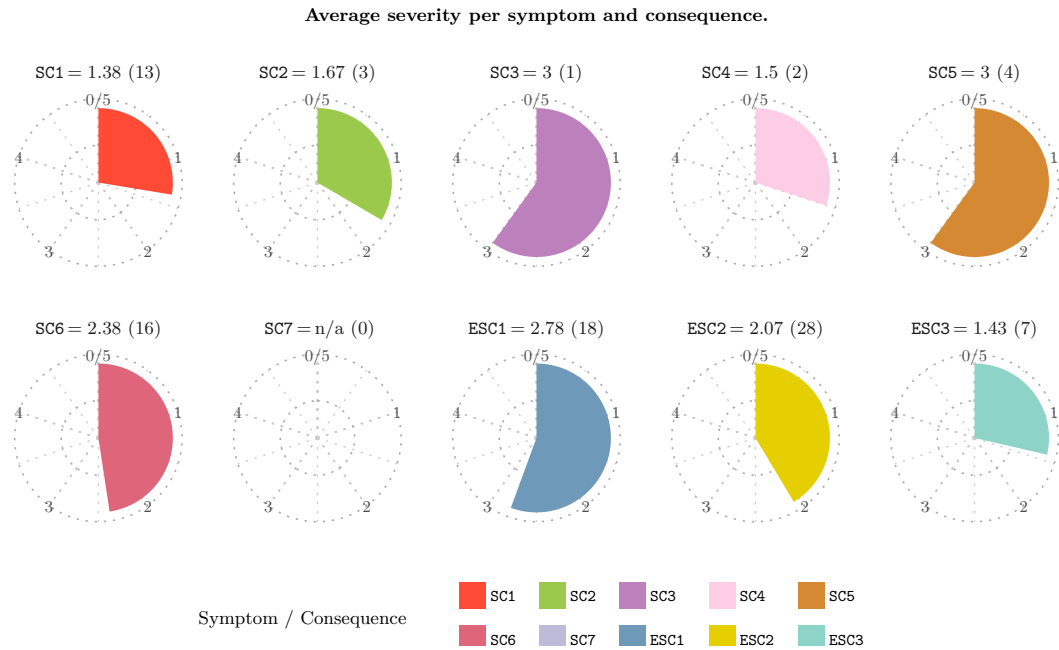 Average severity per symptom and consequence.
SC1 = 1.38 (13)
SC2 = 1.67 (3)
SC3 = 3 (1)
SC4 = 1.5 (2)
SC5 = 3 (4)
0/5
1
2
3
4
0/5
1
2
3
4
0/5
1
2
3
4
0/5
1
2
3
4
0/5
1
2
3
4
SC6 = 2.38 (16)
SC7 = n/a (0)
ESC1 = 2.78 (18)
ESC2 = 2.07 (28)
ESC3 = 1.43 (7)
0/5
1
2
3
4
0/5
1
2
3
4
0/5
1
2
3
4
0/5
1
2
3
4
0/5
1
2
3
4
Symptom / Consequence
SC1
SC2
SC3
SC4
SC5
SC6
SC7
ESC1
ESC2
ESC3